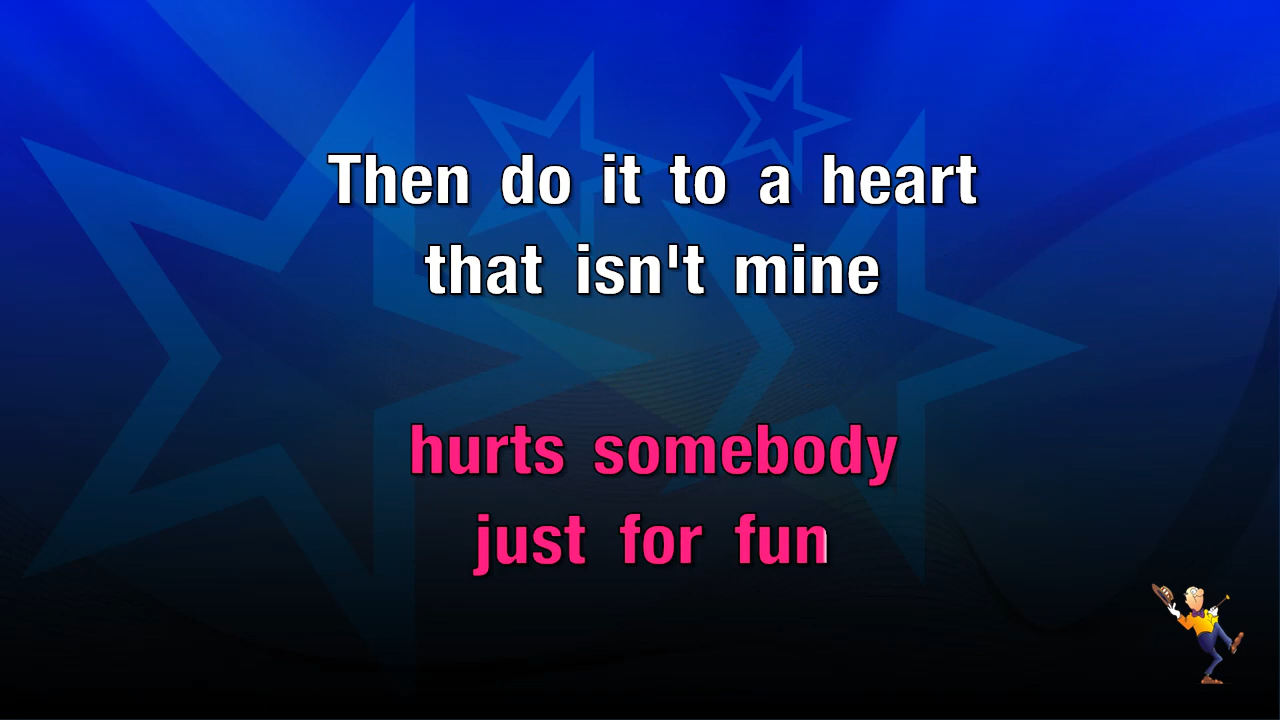 Then do it to a heart
that isn't mine
hurts somebody
just for fun